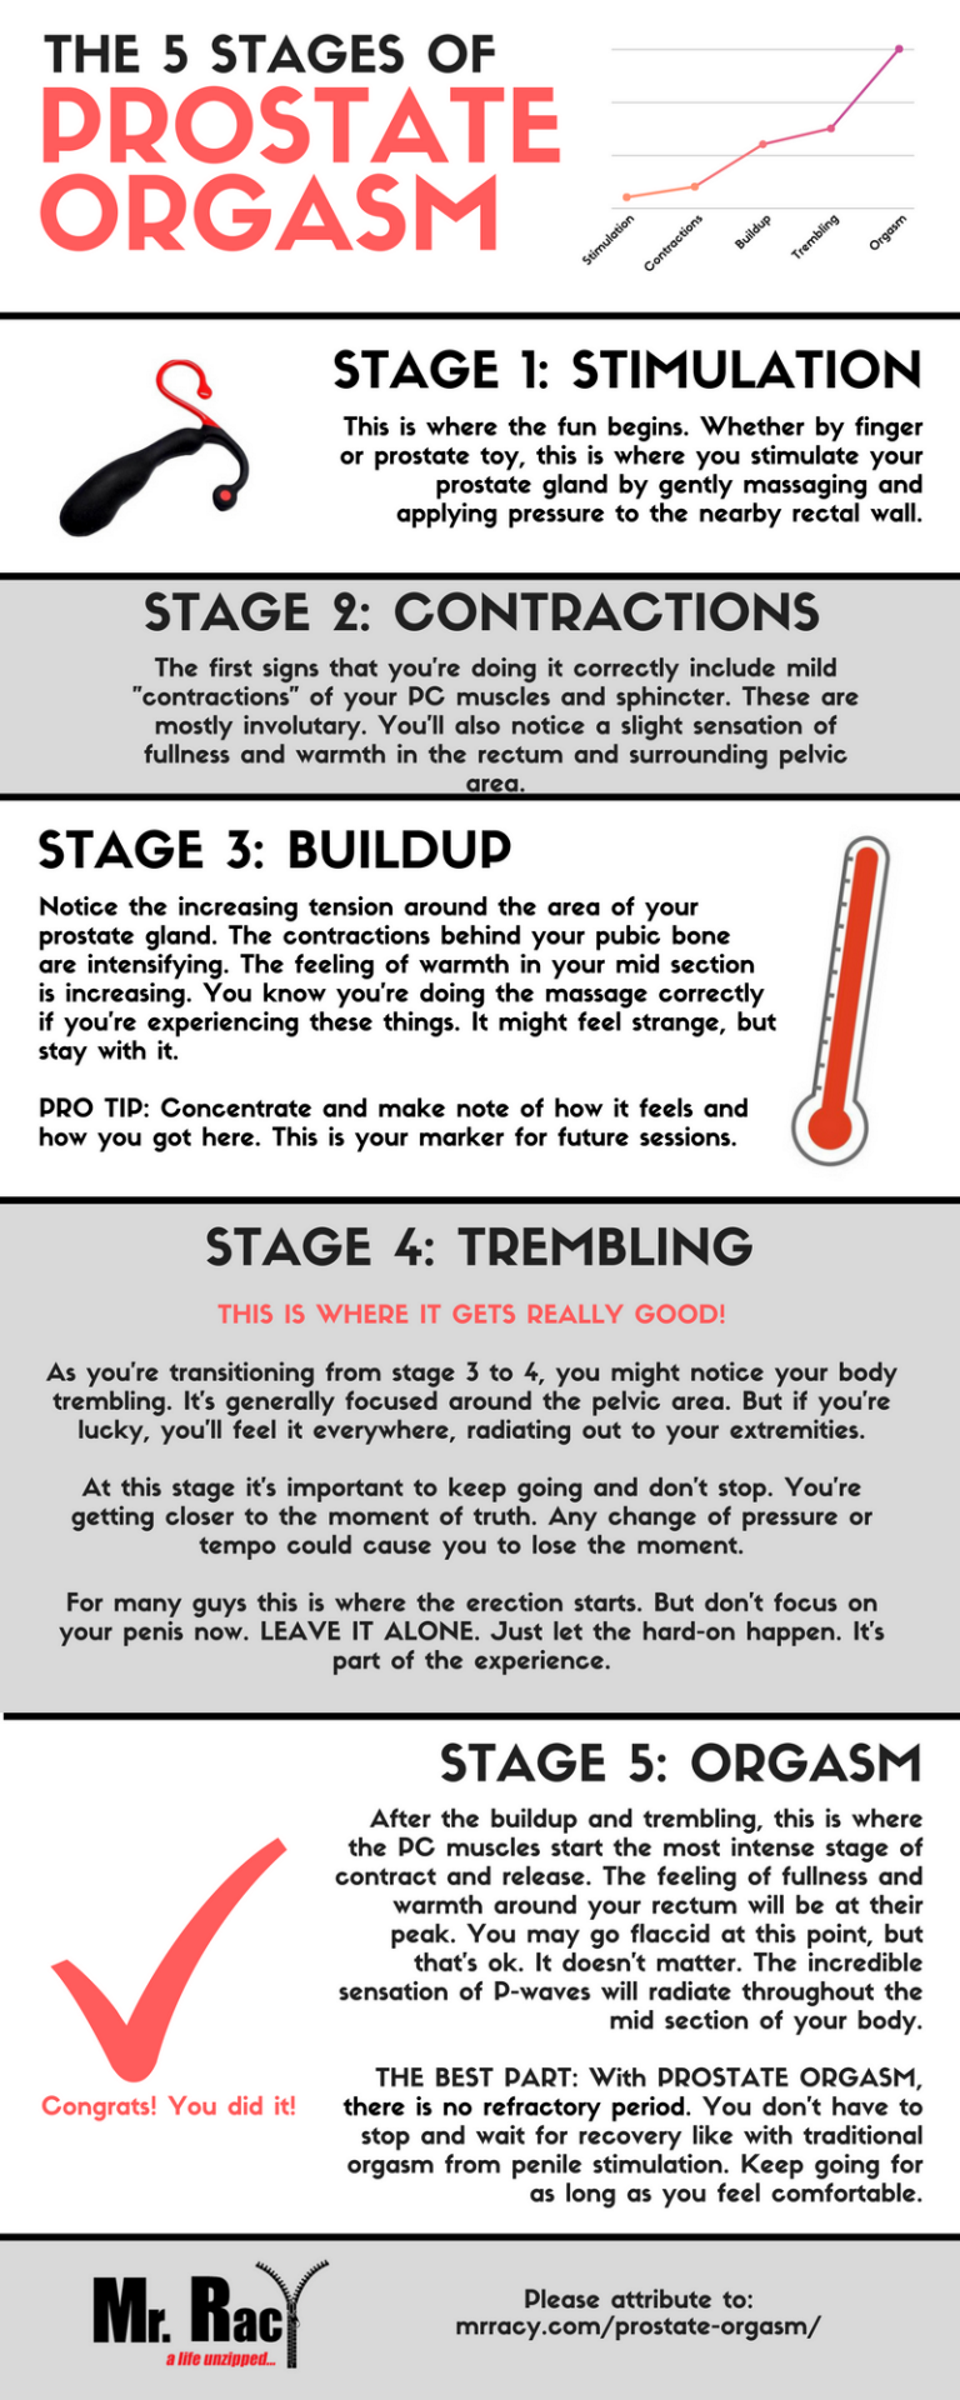 THE 5 STAGES OF
PROSTATE
ORGASM
Stimulation
Contractions
Buildup
Trembling
Orgasm
STAGE 1: STIMULATION
This is where the fun begins. Whether by finger
or prostate toy, this is where you stimulate your
prostate gland by gently massaging and
applying pressure to the nearby rectal wall.
STAGE 2: CONTRACTIONS
The first signs that you're doing it correctly include mild
"contractions" of your PC muscles and sphincter. These are
mostly involutary. You'll also notice a slight sensation of
fullness and warmth in the rectum and surrounding pelvic
area.
STAGE 3: BUILDUP
Notice the increasing tension around the area of your
prostate gland. The contractions behind your pubic bone
are intensifying. The feeling of warmth in your mid section
is increasing. You know you're doing the massage correctly
if you're experiencing these things. It might feel strange, but
stay with it.
PRO TIP: Concentrate and make note of how it feels and
how you got here. This is your marker for future sessions.
STAGE 4: TREMBLING
THIS IS WHERE IT GETS REALLY GOOD!
As you're transitioning from stage 3 to 4, you might notice your body
trembling. It's generally focused around the pelvic area. But if you're
lucky, you'll feel it everywhere, radiating out to your extremities.
At this stage it's important to keep going and don't stop. You're
getting closer to the moment of truth. Any change of pressure or
tempo could cause you to lose the moment.
For many guys this is where the erection starts. But don't focus on
your penis now. LEAVE IT ALONE. Just let the hard-on happen. It's
part of the experience.
STAGE 5: ORGASM
After the buildup and trembling, this is where
the PC muscles start the most intense stage of
contract and release. The feeling of fullness and
warmth around your rectum will be at their
peak. You may go flaccid at this point, but
that's ok. It doesn't matter. The incredible
sensation of P-waves will radiate throughout the
mid section of your body.
THE BEST PART: With PROSTATE ORGASM,
there is no refractory period. You don't have to
stop and wait for recovery like with traditional
orgasm from penile stimulation. Keep going for
as long as you feel comfortable.
Congrats! You did it!
Mr. Racy
a life unzipped...
Please attribute to:
mrracy.com/prostate-orgasm/